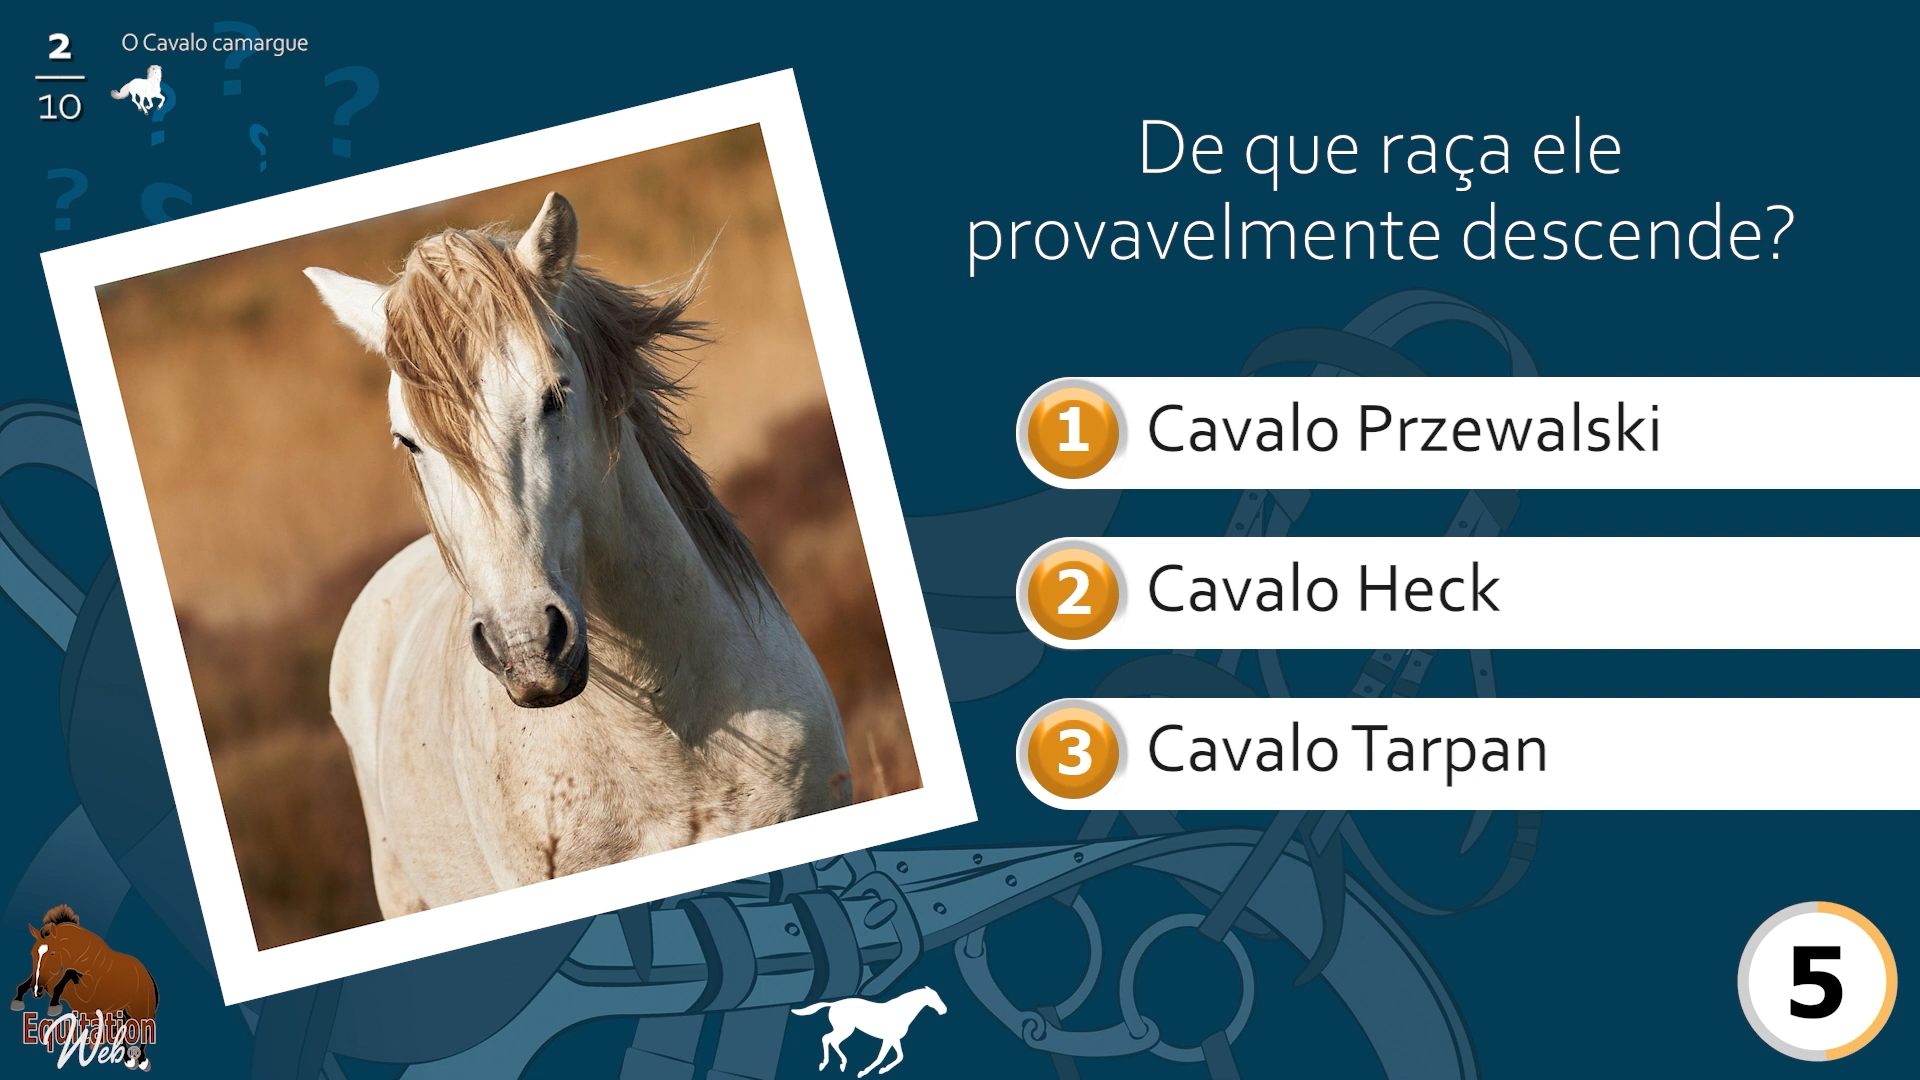 2
10
O Cavalo camargue
De que raça ele
provavelmente descende?
1 Cavalo Przewalski
2 Cavalo Heck
3 Cavalo Tarpan
5
Equitation
Web